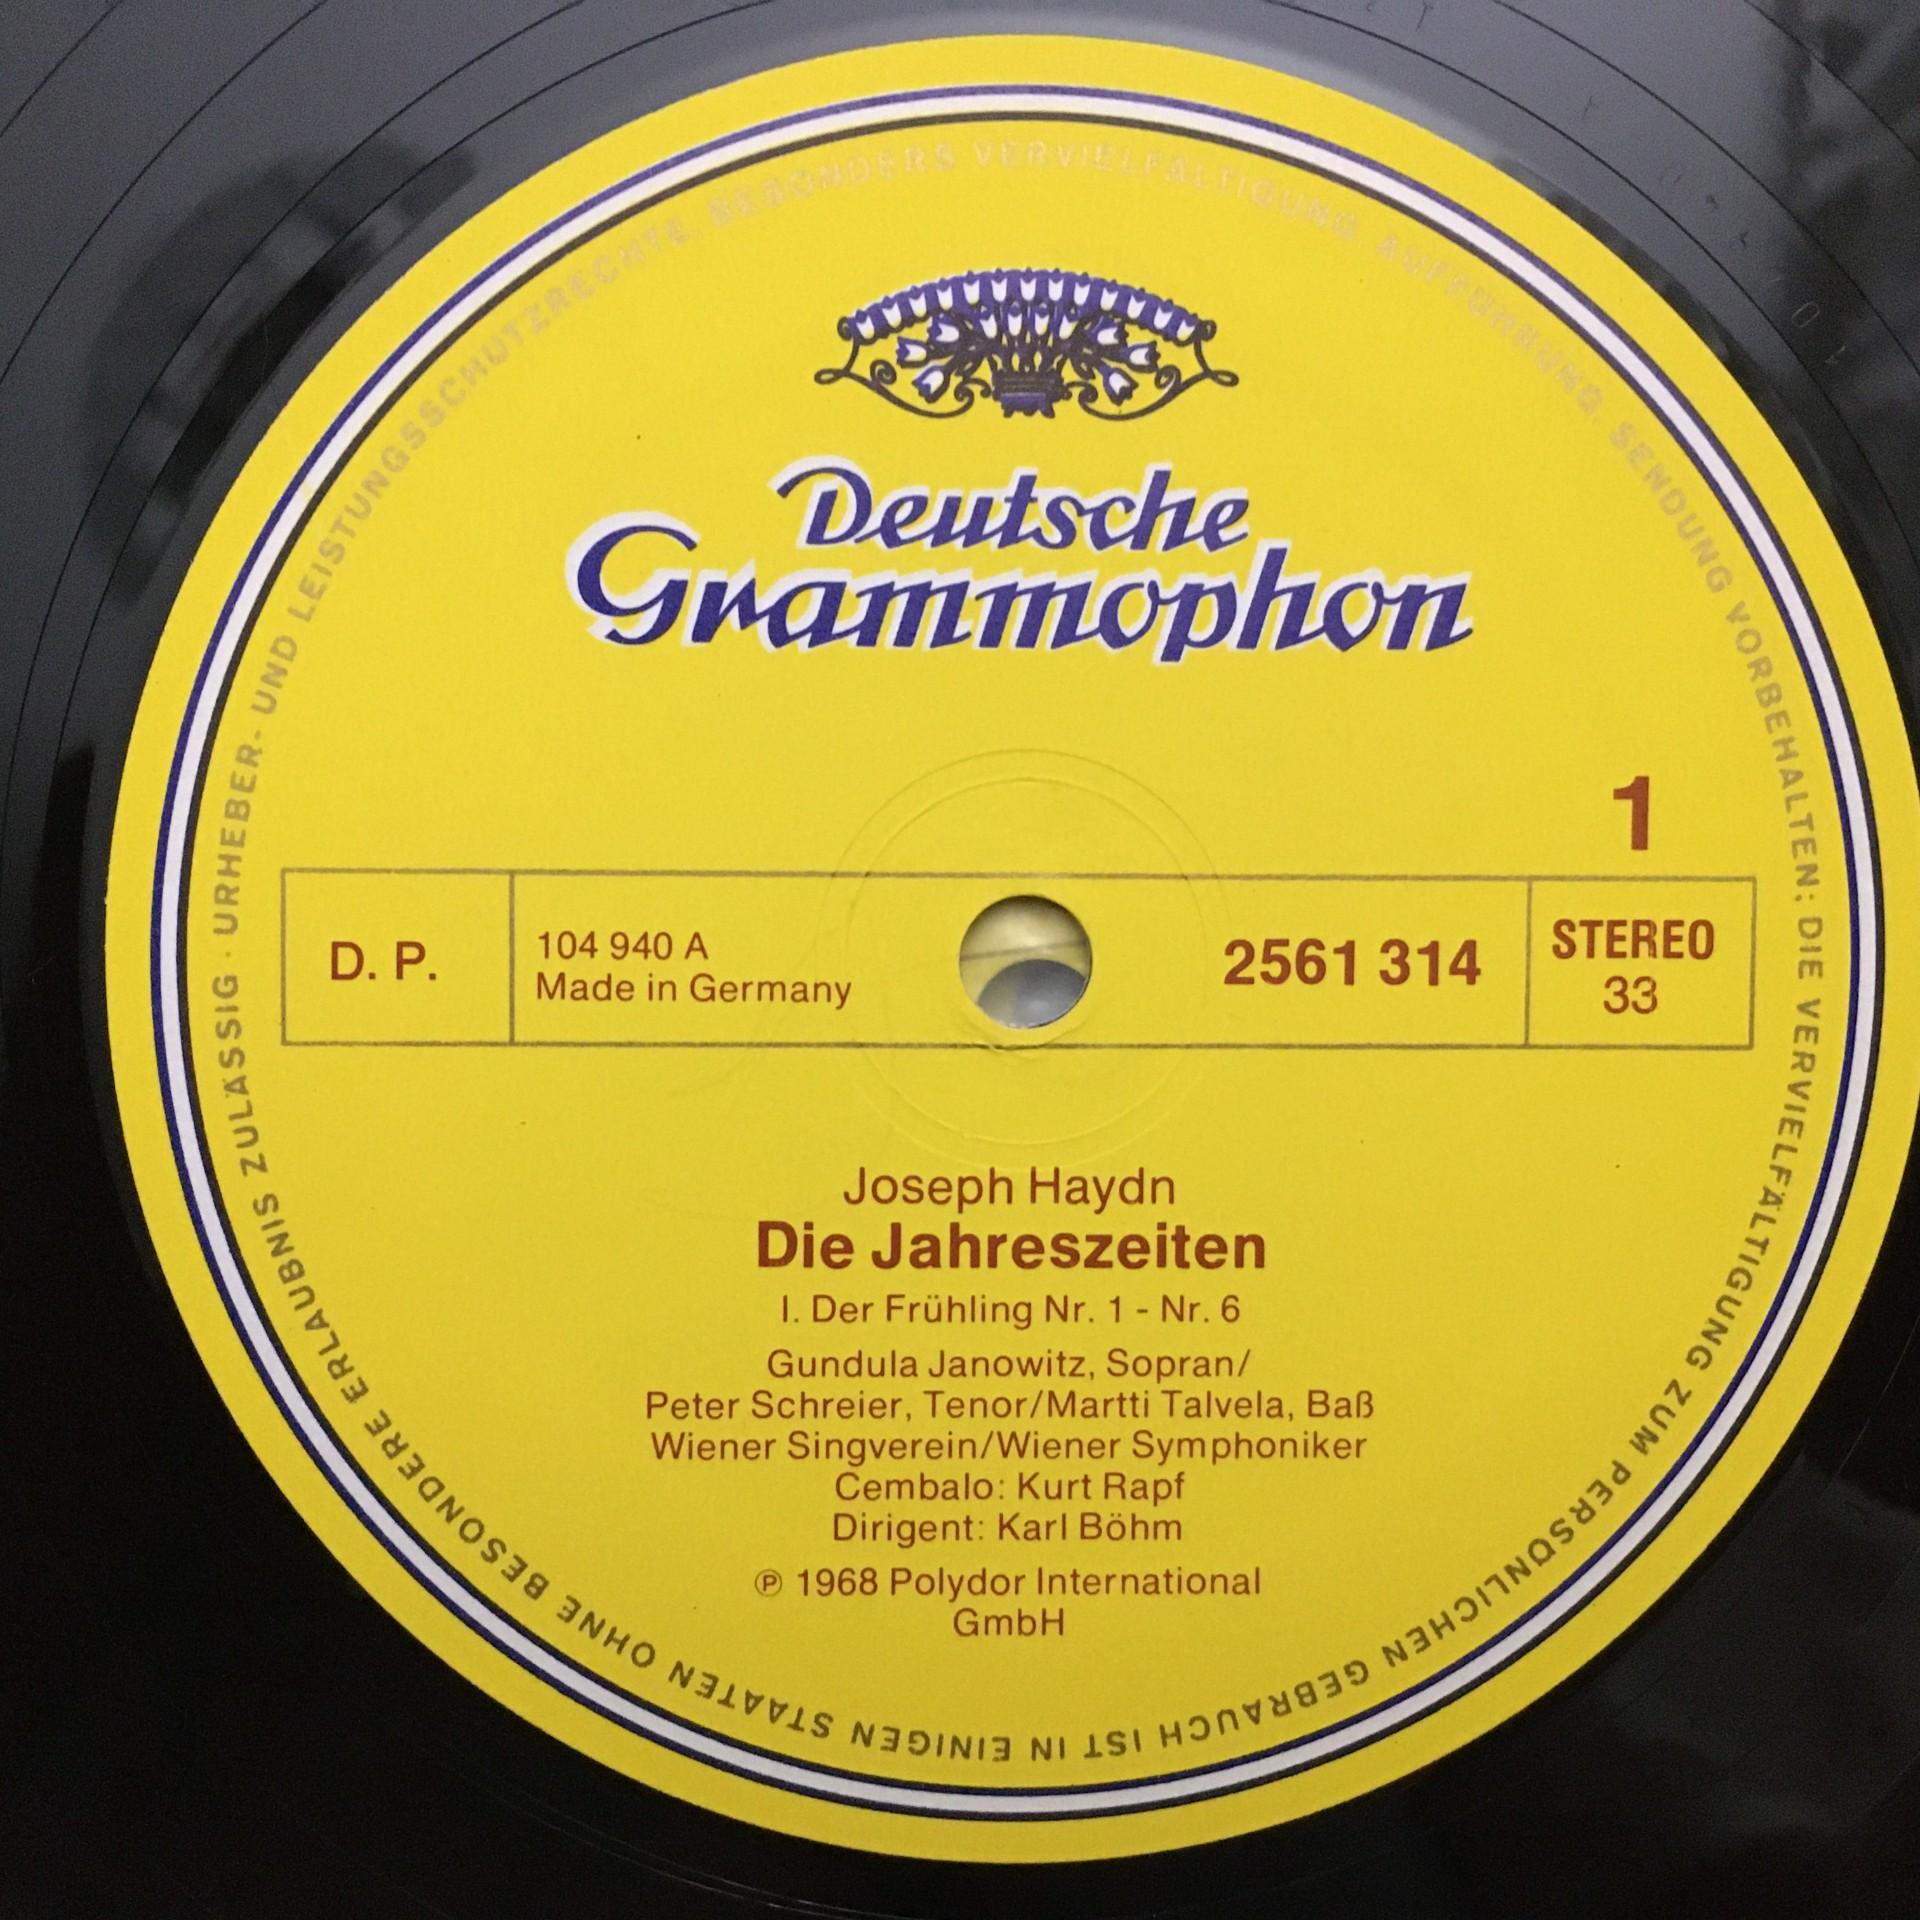 Deutsche
Grammophon
1
D. P.
104 940 A
Made in Germany
2561 314
STEREO
33
Joseph Haydn
Die Jahreszeiten
I. Der Frühling Nr. 1 - Nr. 6
Gundula Janowitz, Sopran/
Peter Schreier, Tenor/Martti Talvela, Baß
Wiener Singverein/Wiener Symphoniker
Cembalo: Kurt Rapf
Dirigent: Karl Böhm
℗ 1968 Polydor International
GmbH
URHEBER- UND LEISTUNGSSCHUTZRECHTE, BESONDERS VERVIELFÄLTIGUNG, AUFFÜHRUNG, SENDUNG VORBEHALTEN; DIE VERVIELFÄLTIGUNG ZUM PERSÖNLICHEN GEBRAUCH IST IN EINIGEN STAATEN OHNE BESONDERE ERLAUBNIS ZULÄSSIG ·